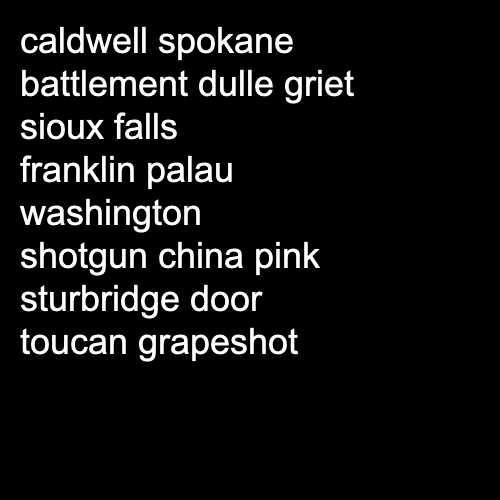 caldwell spokane
battlement dulle griet
sioux falls
franklin palau
washington
shotgun china pink
sturbridge door
toucan grapeshot